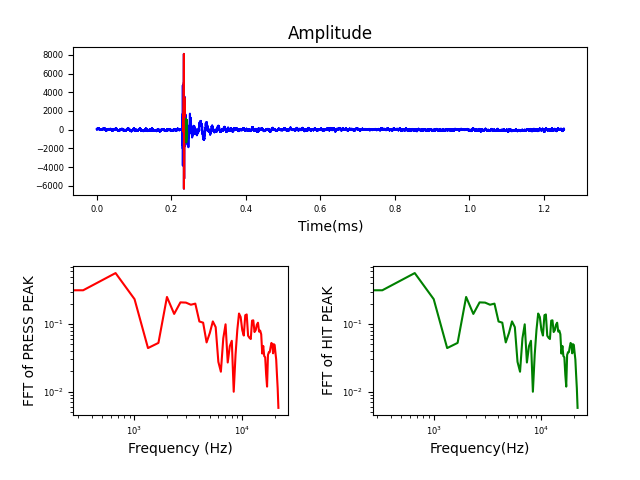 Amplitude
8000
6000
4000
2000
0
−2000
−4000
−6000
0.0 0.2 0.4 0.6 0.8 1.0 1.2
Time(ms)
FFT of PRESS PEAK
10⁻¹
10⁻²
10³ 10⁴
Frequency (Hz)
FFT of HIT PEAK
10⁻¹
10⁻²
10³ 10⁴
Frequency(Hz)